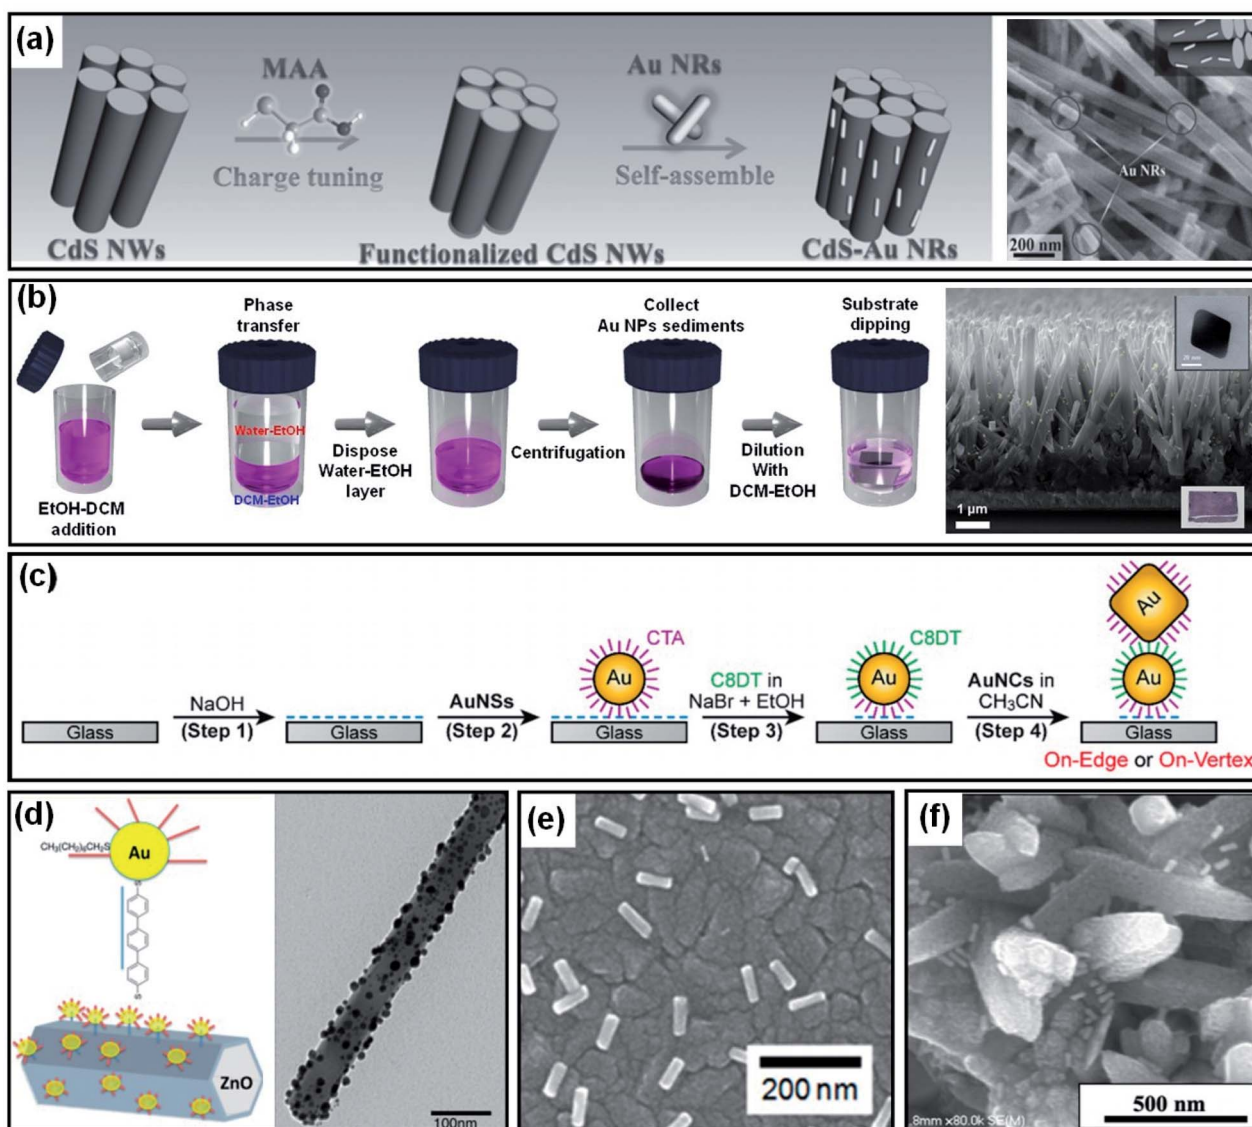 (a)
MAA
Charge tuning
Au NRs
Self-assemble
CdS NWs
Functionalized CdS NWs
CdS-Au NRs
Au NRs
200 nm
(b)
EtOH-DCM
addition
Phase
transfer
Water-EtOH
DCM-EtOH
Dispose
Water-EtOH
layer
Centrifugation
Collect
Au NPs sediments
Dilution
With
DCM-EtOH
Substrate
dipping
1 µm
(c)
Glass
NaOH
(Step 1)
Glass
AuNSs
(Step 2)
CTA
Au
Glass
C8DT in
NaBr + EtOH
(Step 3)
C8DT
Au
Glass
AuNCs in
CH₃CN
(Step 4)
Au
Au
Glass
On-Edge or On-Vertex
(d)
CH₃(CH₂)₆CH₂S
Au
S
S
ZnO
100nm
(e)
200 nm
(f)
.8mm ×80.0k SE(M)
500 nm